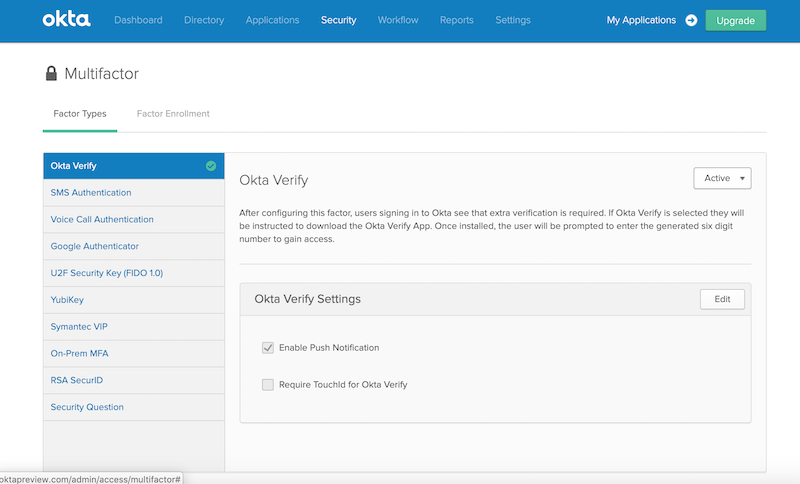 okta
Dashboard Directory Applications Security Workflow Reports Settings My Applications Upgrade
Multifactor
Factor Types Factor Enrollment
Okta Verify
SMS Authentication
Voice Call Authentication
Google Authenticator
U2F Security Key (FIDO 1.0)
YubiKey
Symantec VIP
On-Prem MFA
RSA SecurID
Security Question
Okta Verify
Active
After configuring this factor, users signing in to Okta see that extra verification is required. If Okta Verify is selected they will
be instructed to download the Okta Verify App. Once installed, the user will be prompted to enter the generated six digit
number to gain access.
Okta Verify Settings
Edit
Enable Push Notification
Require TouchId for Okta Verify
oktapreview.com/admin/access/multifactor#